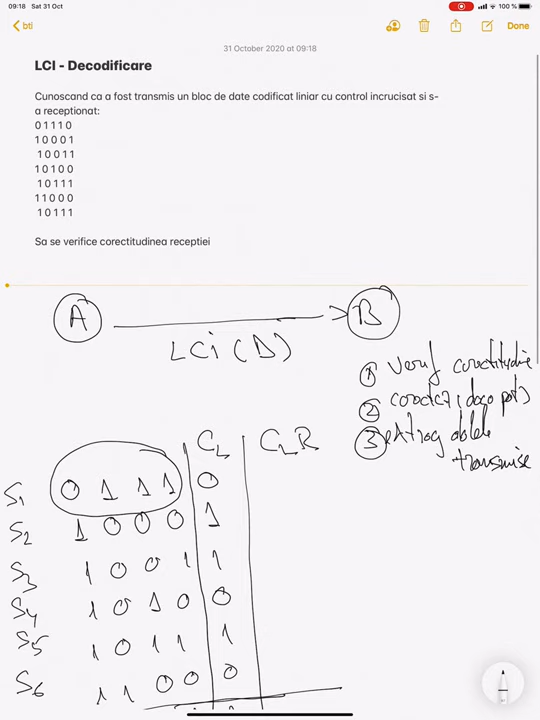 09:18 Sat 31 Oct
100 %
bti
Done
31 October 2020 at 09:18
LCI - Decodificare
Cunoscand ca a fost transmis un bloc de date codificat liniar cu control incrucisat si s-
a receptionat:
0 1 1 1 0
1 0 0 0 1
1 0 0 1 1
1 0 1 0 0
1 0 1 1 1
1 1 0 0 0
1 0 1 1 1
Sa se verifice corectitudinea receptiei
A B
LCi (D)
1 Verif corectitudine
2 (daca pot)
3 datele
transmise
CL CLR
S1 0 1 1 1 0
S2 1 0 0 0 1
S3 1 0 0 1 1
S4 1 0 1 0 0
S5 1 0 1 1 1
S6 1 1 0 0 0